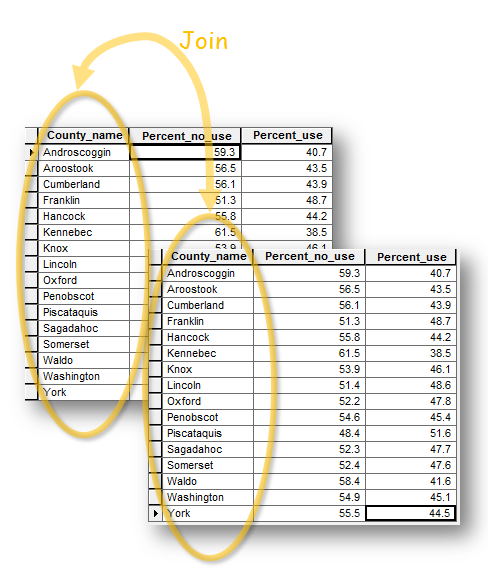 Join
County_name Percent_no_use Percent_use
Androscoggin 59.3 40.7
Aroostook 56.5 43.5
Cumberland 56.1 43.9
Franklin 51.3 48.7
Hancock 55.8 44.2
Kennebec 61.5 38.5
Knox 53.9 46.1
Lincoln
Oxford
Penobscot
Piscataquis
Sagadahoc
Somerset
Waldo
Washington
York
County_name Percent_no_use Percent_use
Androscoggin 59.3 40.7
Aroostook 56.5 43.5
Cumberland 56.1 43.9
Franklin 51.3 48.7
Hancock 55.8 44.2
Kennebec 61.5 38.5
Knox 53.9 46.1
Lincoln 51.4 48.6
Oxford 52.2 47.8
Penobscot 54.6 45.4
Piscataquis 48.4 51.6
Sagadahoc 52.3 47.7
Somerset 52.4 47.6
Waldo 58.4 41.6
Washington 54.9 45.1
York 55.5 44.5